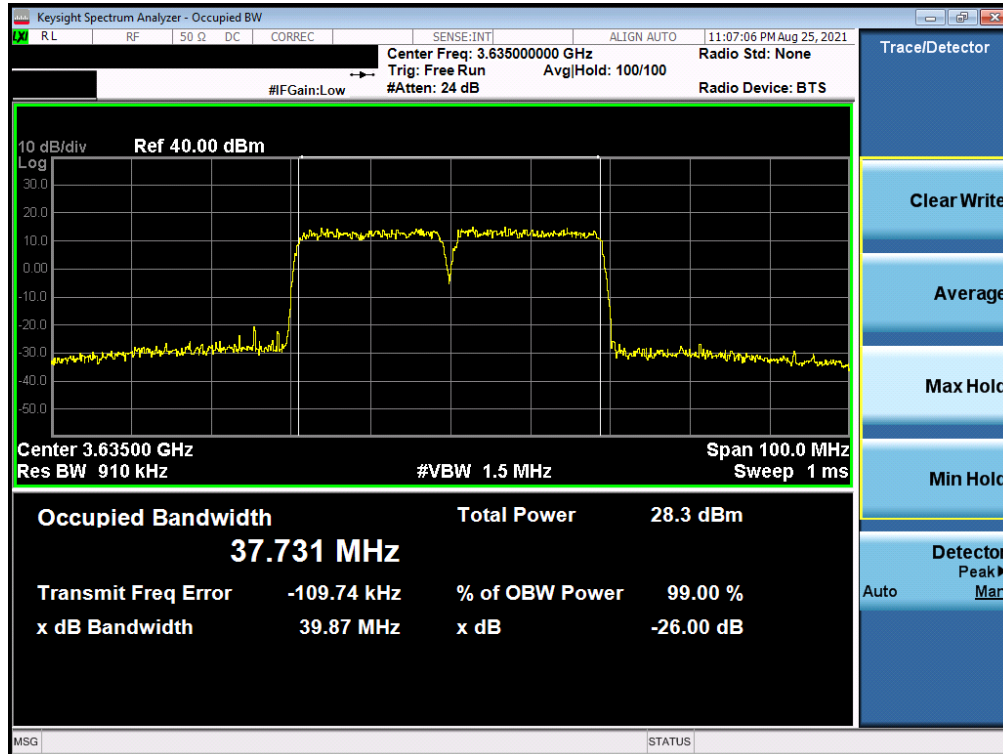 Keysight Spectrum Analyzer - Occupied BW
LXI RL RF 50 Ω DC CORREC SENSE:INT ALIGN AUTO 11:07:06 PM Aug 25, 2021
Center Freq: 3.635000000 GHz Radio Std: None
Trig: Free Run Avg|Hold: 100/100
#IFGain:Low #Atten: 24 dB Radio Device: BTS
Trace/Detector
10 dB/div Ref 40.00 dBm
Log
30.0
20.0
10.0
0.00
-10.0
-20.0
-30.0
-40.0
-50.0
Center 3.63500 GHz Span 100.0 MHz
Res BW 910 kHz #VBW 1.5 MHz Sweep 1 ms
Occupied Bandwidth Total Power 28.3 dBm
37.731 MHz
Transmit Freq Error -109.74 kHz % of OBW Power 99.00 %
x dB Bandwidth 39.87 MHz x dB -26.00 dB
Clear Write
Average
Max Hold
Min Hold
Detector
Peak
Auto Man
MSG STATUS